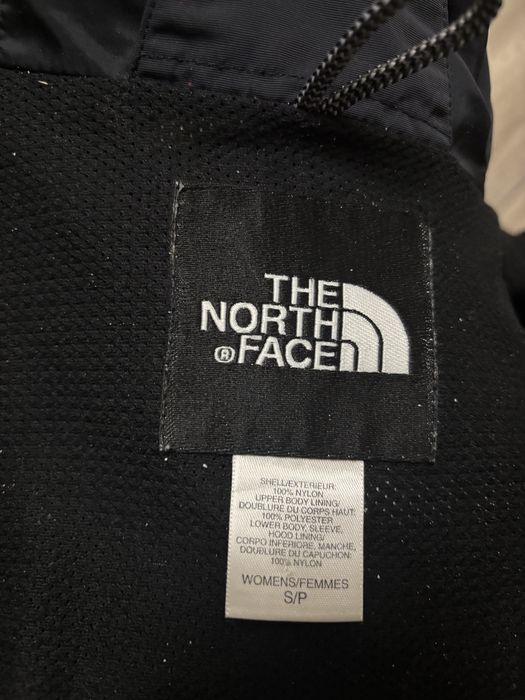 THE
NORTH
® FACE
SHELL/EXTERIEUR:
100% NYLON
UPPER BODY LINING/
DOUBLURE DU CORPS HAUT:
100% POLYESTER
LOWER BODY, SLEEVE,
HOOD LINING/
CORPO INFERIORE, MANCHE,
DOUBLURE DU CAPUCHON:
100% NYLON
WOMENS/FEMMES
S/P